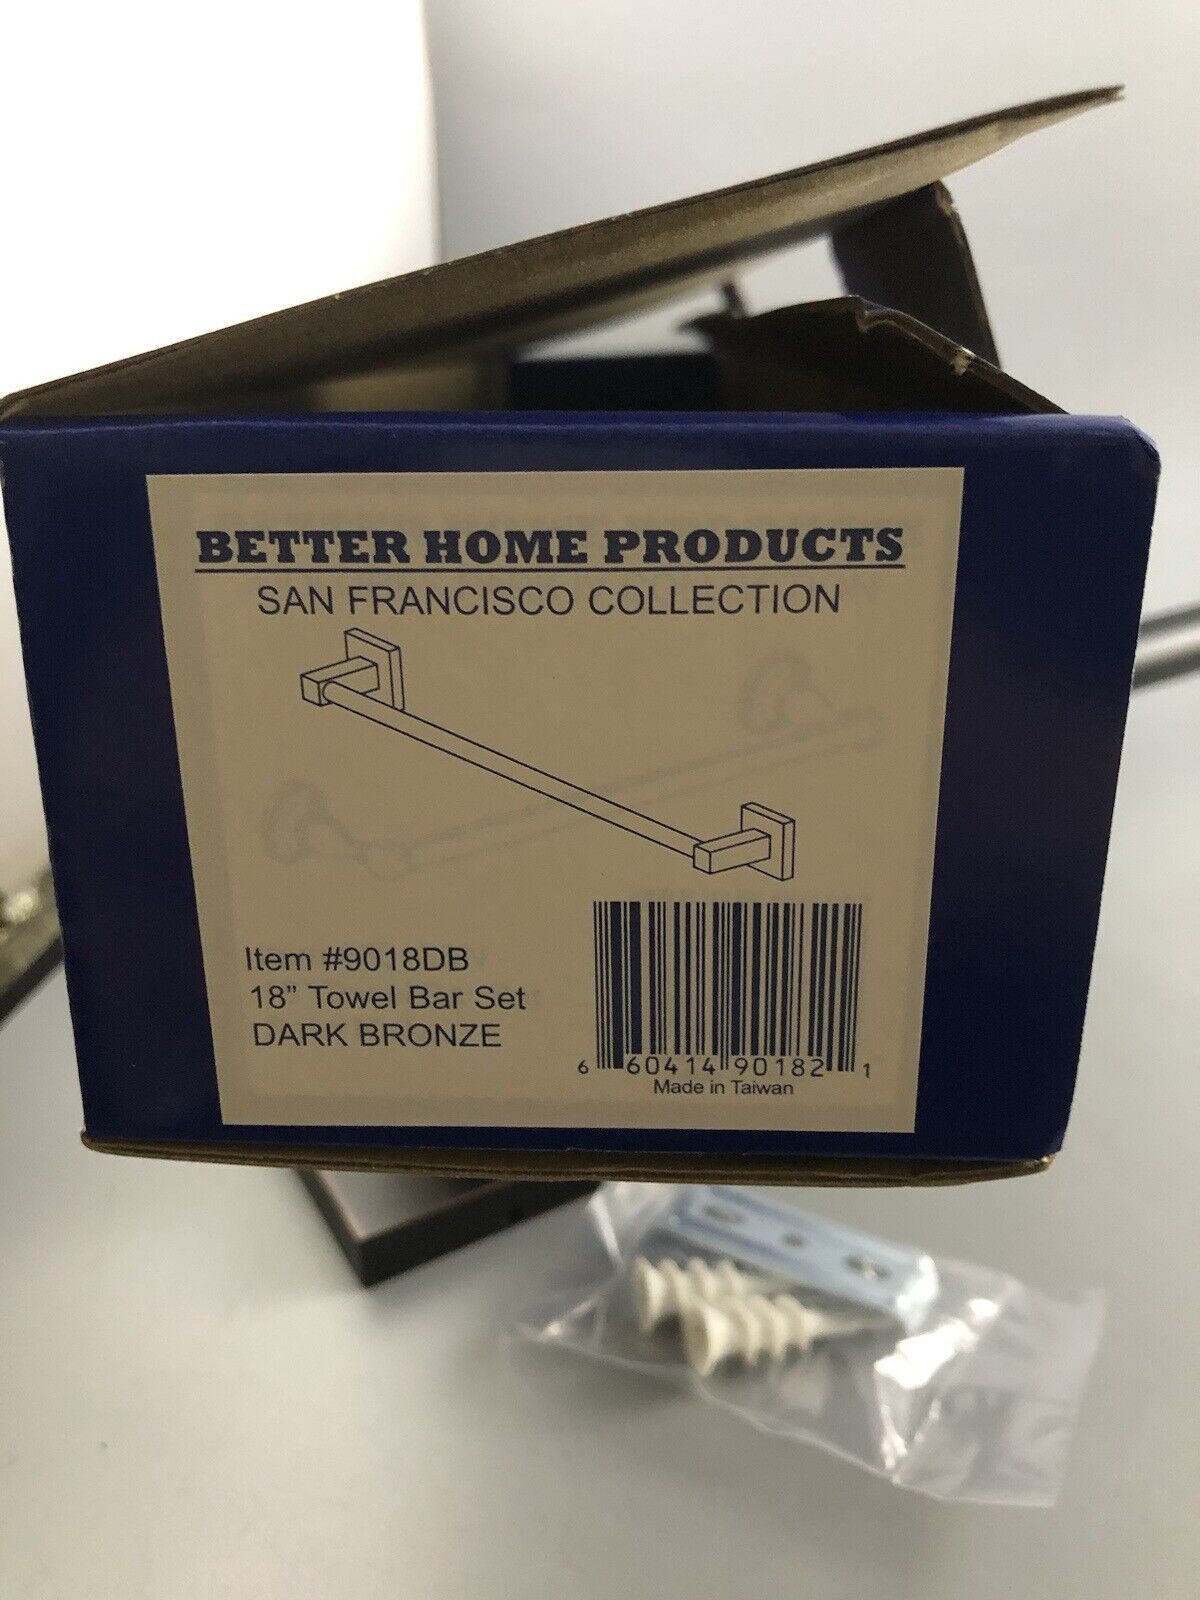 BETTER HOME PRODUCTS
SAN FRANCISCO COLLECTION
Item #9018DB
18” Towel Bar Set
DARK BRONZE
6 60414 90182 1
Made in Taiwan